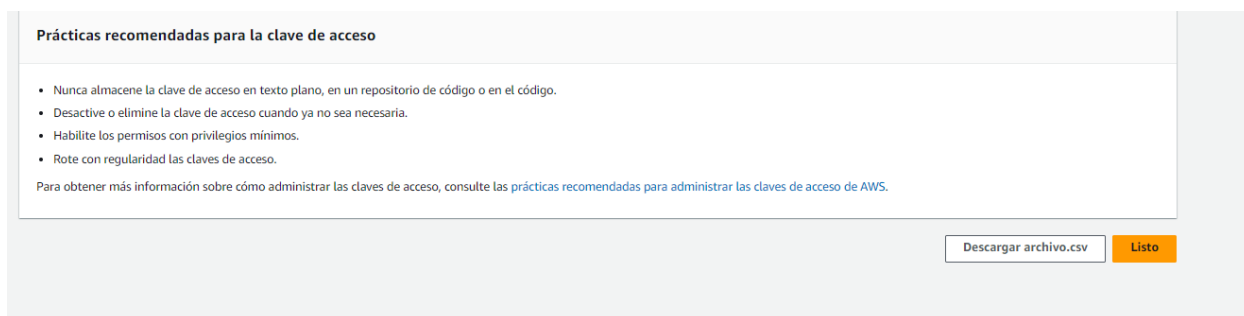 Prácticas recomendadas para la clave de acceso
• Nunca almacene la clave de acceso en texto plano, en un repositorio de código o en el código.
• Desactive o elimine la clave de acceso cuando ya no sea necesaria.
• Habilite los permisos con privilegios mínimos.
• Rote con regularidad las claves de acceso.
Para obtener más información sobre cómo administrar las claves de acceso, consulte las prácticas recomendadas para administrar las claves de acceso de AWS.
Descargar archivo.csv Listo